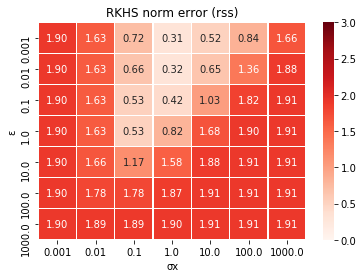 RKHS norm error (rss)
0.001 1.90 1.63 0.72 0.31 0.52 0.84 1.66
0.01 1.90 1.63 0.66 0.32 0.65 1.36 1.88
0.1 1.90 1.63 0.53 0.42 1.03 1.82 1.91
1.0 1.90 1.63 0.53 0.82 1.68 1.90 1.91
10.0 1.90 1.66 1.17 1.58 1.88 1.91 1.91
100.0 1.90 1.78 1.78 1.87 1.91 1.91 1.91
1000.0 1.90 1.89 1.89 1.90 1.91 1.91 1.91
0.001 0.01 0.1 1.0 10.0 100.0 1000.0
σx
ε
3.0
2.5
2.0
1.5
1.0
0.5
0.0